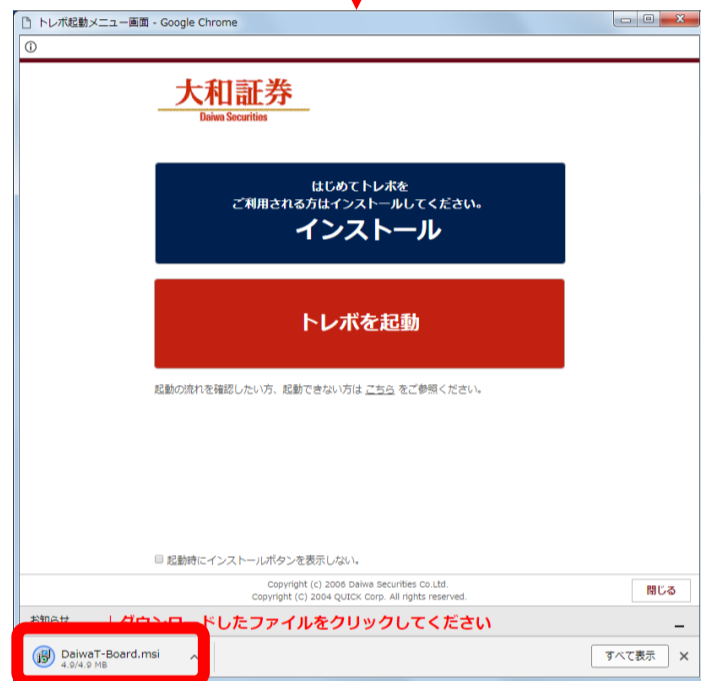 トレボ起動メニュー画面 - Google Chrome
大和証券
Daiwa Securities
はじめてトレボを
ご利用される方はインストールしてください。
インストール
トレボを起動
起動の流れを確認したい方、起動できない方は こちら をご参照ください。
起動時にインストールボタンを表示しない。
Copyright (c) 2006 Daiwa Securities Co.Ltd.
Copyright (C) 2004 QUICK Corp. All rights reserved.
閉じる
お知らせ
ダウンロードしたファイルをクリックしてください
DaiwaT-Board.msi
4.9/4.9 MB
すべて表示